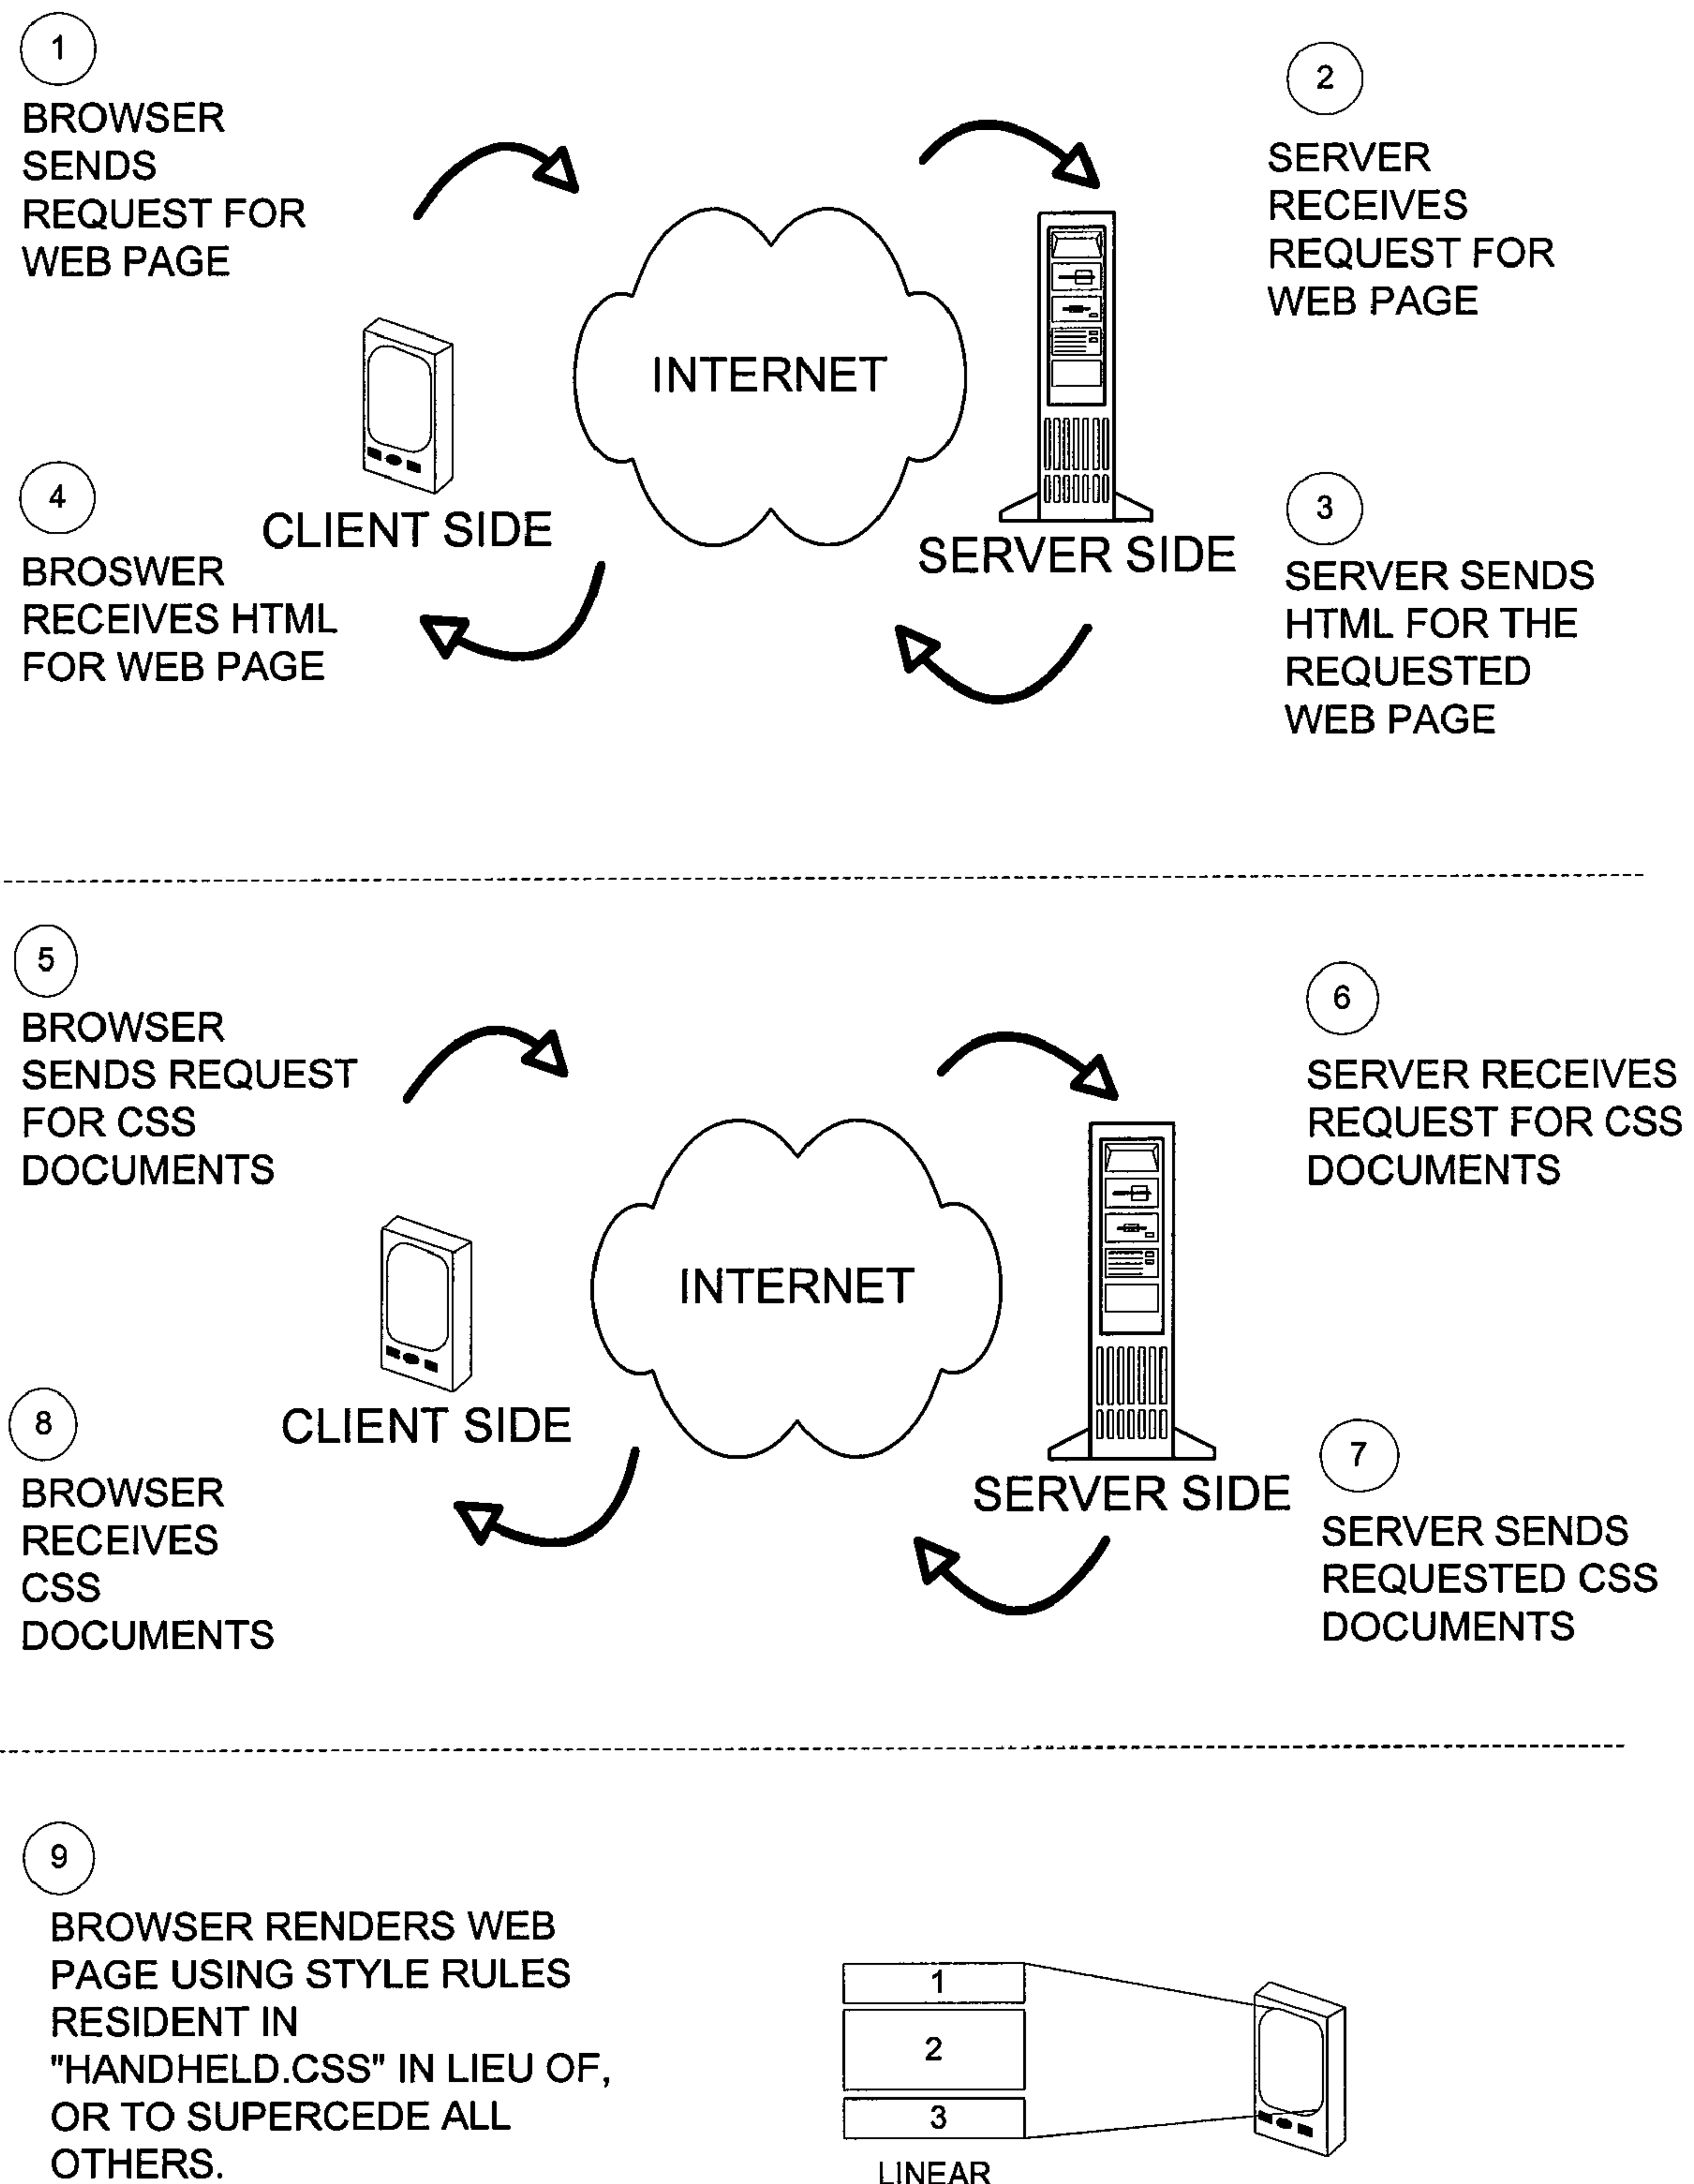 1
BROWSER
SENDS
REQUEST FOR
WEB PAGE
2
SERVER
RECEIVES
REQUEST FOR
WEB PAGE
INTERNET
CLIENT SIDE
SERVER SIDE
3
SERVER SENDS
HTML FOR THE
REQUESTED
WEB PAGE
4
BROSWER
RECEIVES HTML
FOR WEB PAGE
5
BROWSER
SENDS REQUEST
FOR CSS
DOCUMENTS
6
SERVER RECEIVES
REQUEST FOR CSS
DOCUMENTS
INTERNET
CLIENT SIDE
SERVER SIDE
7
SERVER SENDS
REQUESTED CSS
DOCUMENTS
8
BROWSER
RECEIVES
CSS
DOCUMENTS
9
BROWSER RENDERS WEB
PAGE USING STYLE RULES
RESIDENT IN
"HANDHELD.CSS" IN LIEU OF,
OR TO SUPERCEDE ALL
OTHERS.
1
2
3
LINEAR